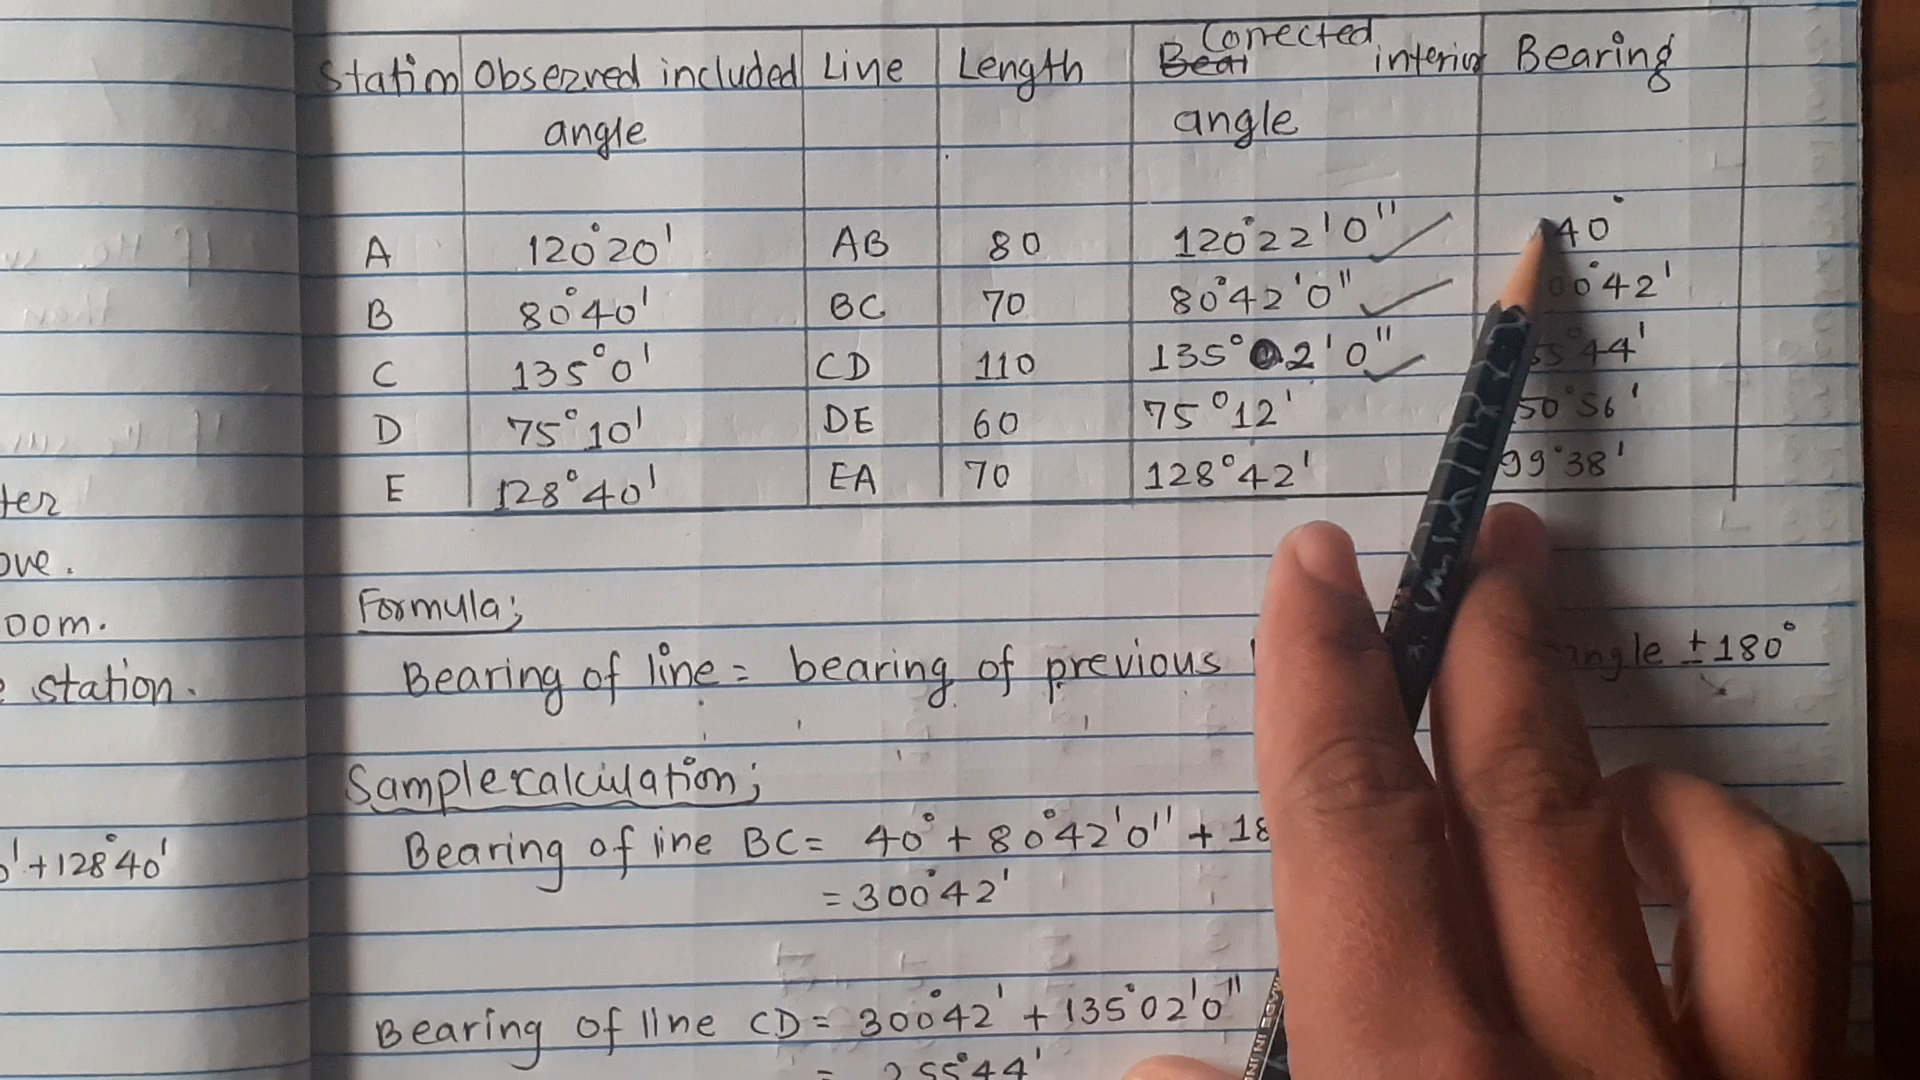 Station Observed included angle Line Length Corrected interior angle Bearing
A 120°20' AB 80 120°22'0" 40°
B 80°40' BC 70 80°42'0" 0°42'
C 135°0' CD 110 135°02'0" 55°44'
D 75°10' DE 60 75°12' 50°56'
E 128°40' EA 70 128°42' 99°38'
ter
ove.
oom.
station.
'+128°40'
Formula;
Bearing of line = bearing of previous angle ±180°
Sample calculation;
Bearing of line BC = 40° + 80°42'0" + 18
= 300°42'
Bearing of line CD = 300°42' + 135°02'0"
= 255°44'